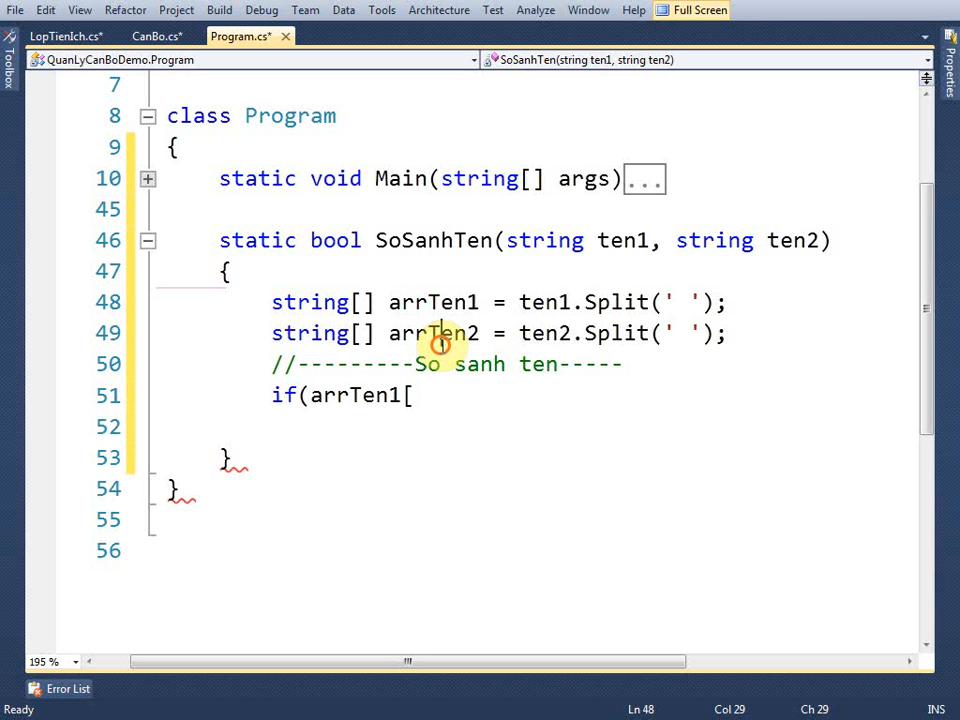 File Edit View Refactor Project Build Debug Team Data Tools Architecture Test Analyze Window Help Full Screen
LopTienIch.cs* CanBo.cs* Program.cs*
Toolbox
Properties
QuanLyCanBoDemo.Program SoSanhTen(string ten1, string ten2)
7
8 class Program
9 {
10 static void Main(string[] args)...
45
46 static bool SoSanhTen(string ten1, string ten2)
47 {
48 string[] arrTen1 = ten1.Split(' ');
49 string[] arrTen2 = ten2.Split(' ');
50 //---------So sanh ten-----
51 if(arrTen1[
52
53 }
54 }
55
56
195 %
Error List
Ready Ln 48 Col 29 Ch 29 INS